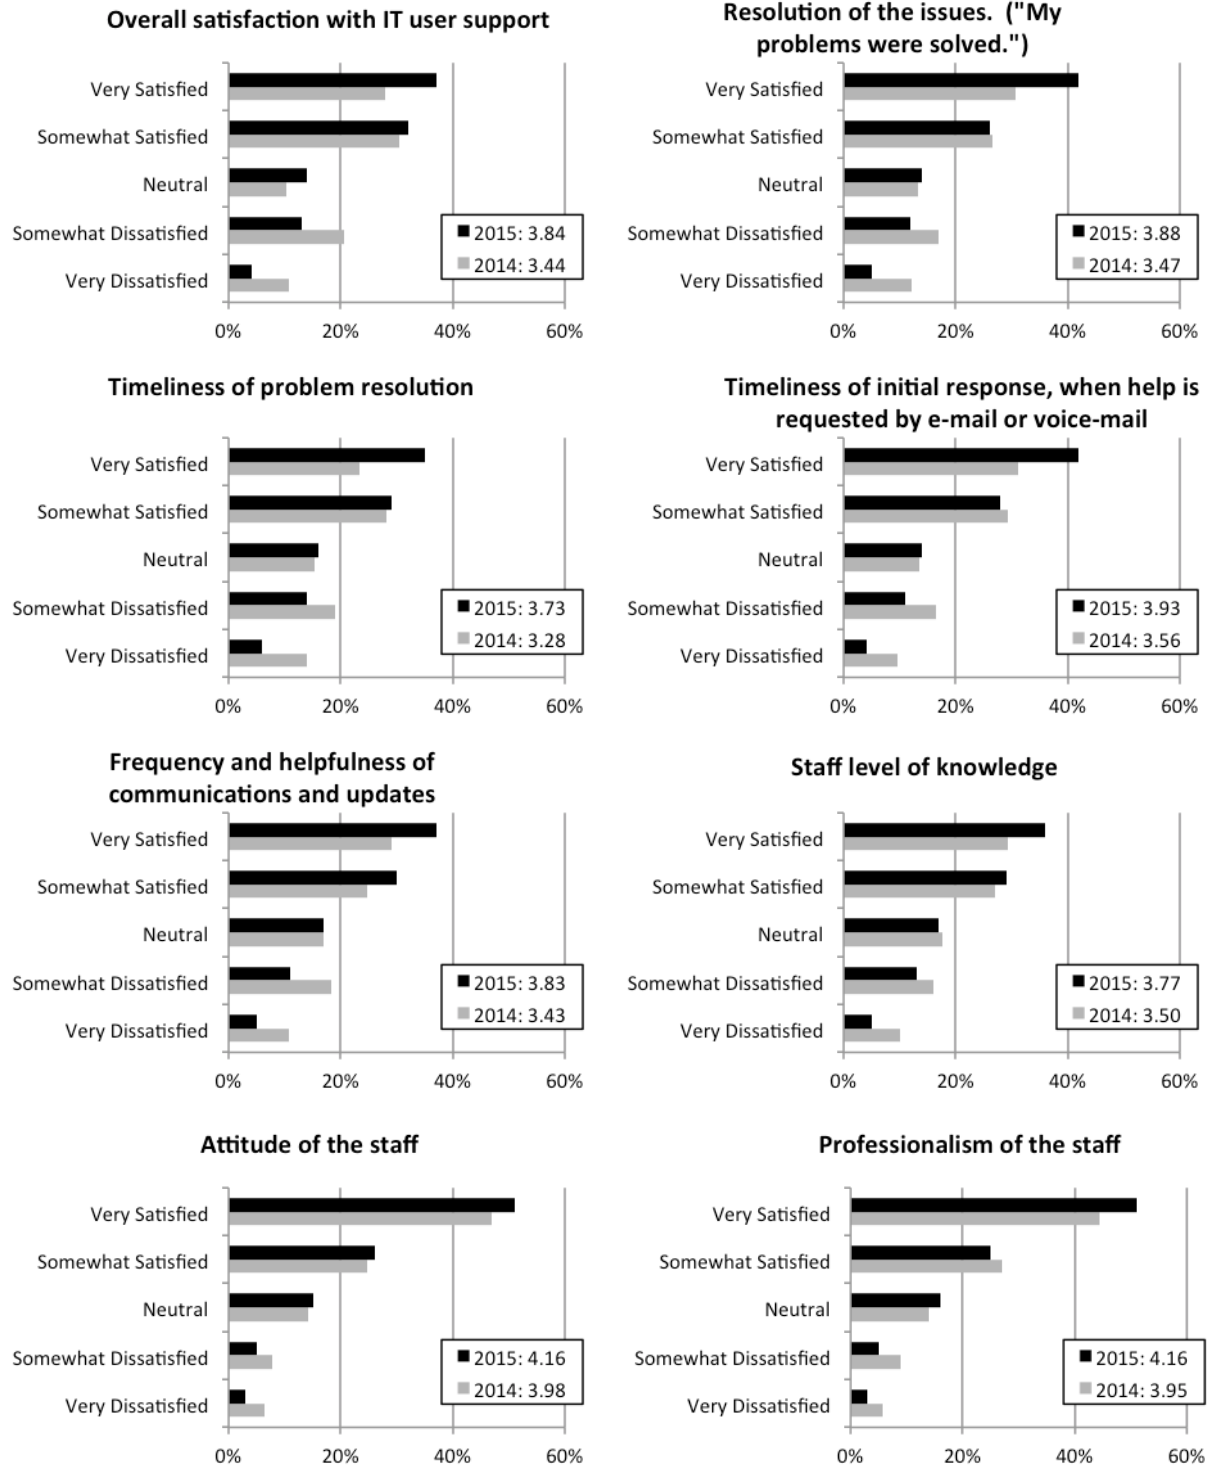 Overall satisfaction with IT user support
Very Satisfied
Somewhat Satisfied
Neutral
Somewhat Dissatisfied
Very Dissatisfied
2015: 3.84
2014: 3.44
0% 20% 40% 60%
Resolution of the issues. ("My
problems were solved.")
Very Satisfied
Somewhat Satisfied
Neutral
Somewhat Dissatisfied
Very Dissatisfied
2015: 3.88
2014: 3.47
0% 20% 40% 60%
Timeliness of problem resolution
Very Satisfied
Somewhat Satisfied
Neutral
Somewhat Dissatisfied
Very Dissatisfied
2015: 3.73
2014: 3.28
0% 20% 40% 60%
Timeliness of initial response, when help is
requested by e-mail or voice-mail
Very Satisfied
Somewhat Satisfied
Neutral
Somewhat Dissatisfied
Very Dissatisfied
2015: 3.93
2014: 3.56
0% 20% 40% 60%
Frequency and helpfulness of
communications and updates
Very Satisfied
Somewhat Satisfied
Neutral
Somewhat Dissatisfied
Very Dissatisfied
2015: 3.83
2014: 3.43
0% 20% 40% 60%
Staff level of knowledge
Very Satisfied
Somewhat Satisfied
Neutral
Somewhat Dissatisfied
Very Dissatisfied
2015: 3.77
2014: 3.50
0% 20% 40% 60%
Attitude of the staff
Very Satisfied
Somewhat Satisfied
Neutral
Somewhat Dissatisfied
Very Dissatisfied
2015: 4.16
2014: 3.98
0% 20% 40% 60%
Professionalism of the staff
Very Satisfied
Somewhat Satisfied
Neutral
Somewhat Dissatisfied
Very Dissatisfied
2015: 4.16
2014: 3.95
0% 20% 40% 60%